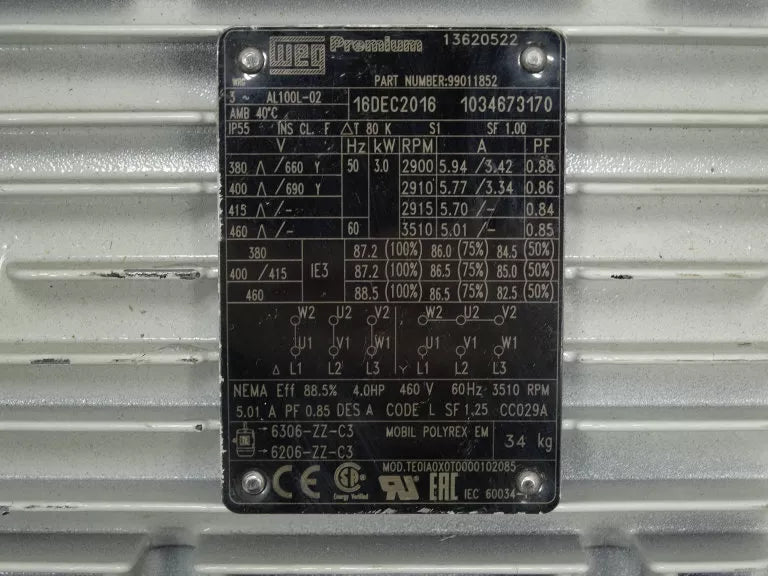 WEG Premium 13620522
PART NUMBER:99011852
3 ~ AL100L-02 16DEC2016 1034673170
AMB 40°C
IP55 INS CL. F △T 80 K S1 SF 1.00
V Hz kW RPM A PF
380 Δ/660 Y 50 3.0 2900 5.94 /3.42 0.88
400 Δ/690 Y 2910 5.77 /3.34 0.86
415 Δ/- 2915 5.70 /- 0.84
460 Δ/- 60 3510 5.01 /- 0.85
380 IE3 87.2 (100%) 86.0 (75%) 84.5 (50%)
400 /415 87.2 (100%) 86.5 (75%) 85.0 (50%)
460 88.5 (100%) 86.5 (75%) 82.5 (50%)
W2 U2 V2 W2 U2 V2
U1 V1 W1 U1 V1 W1
△ L1 L2 L3 Y L1 L2 L3
NEMA Eff 88.5% 4.0HP 460 V 60Hz 3510 RPM
5.01 A PF 0.85 DES A CODE L SF 1.25 CC029A
→ 6306-ZZ-C3 MOBIL POLYREX EM 34 kg
→ 6206-ZZ-C3
MOD.TE0IA0X0T0000102085
CE Energy Verified EAC IEC 60034-1